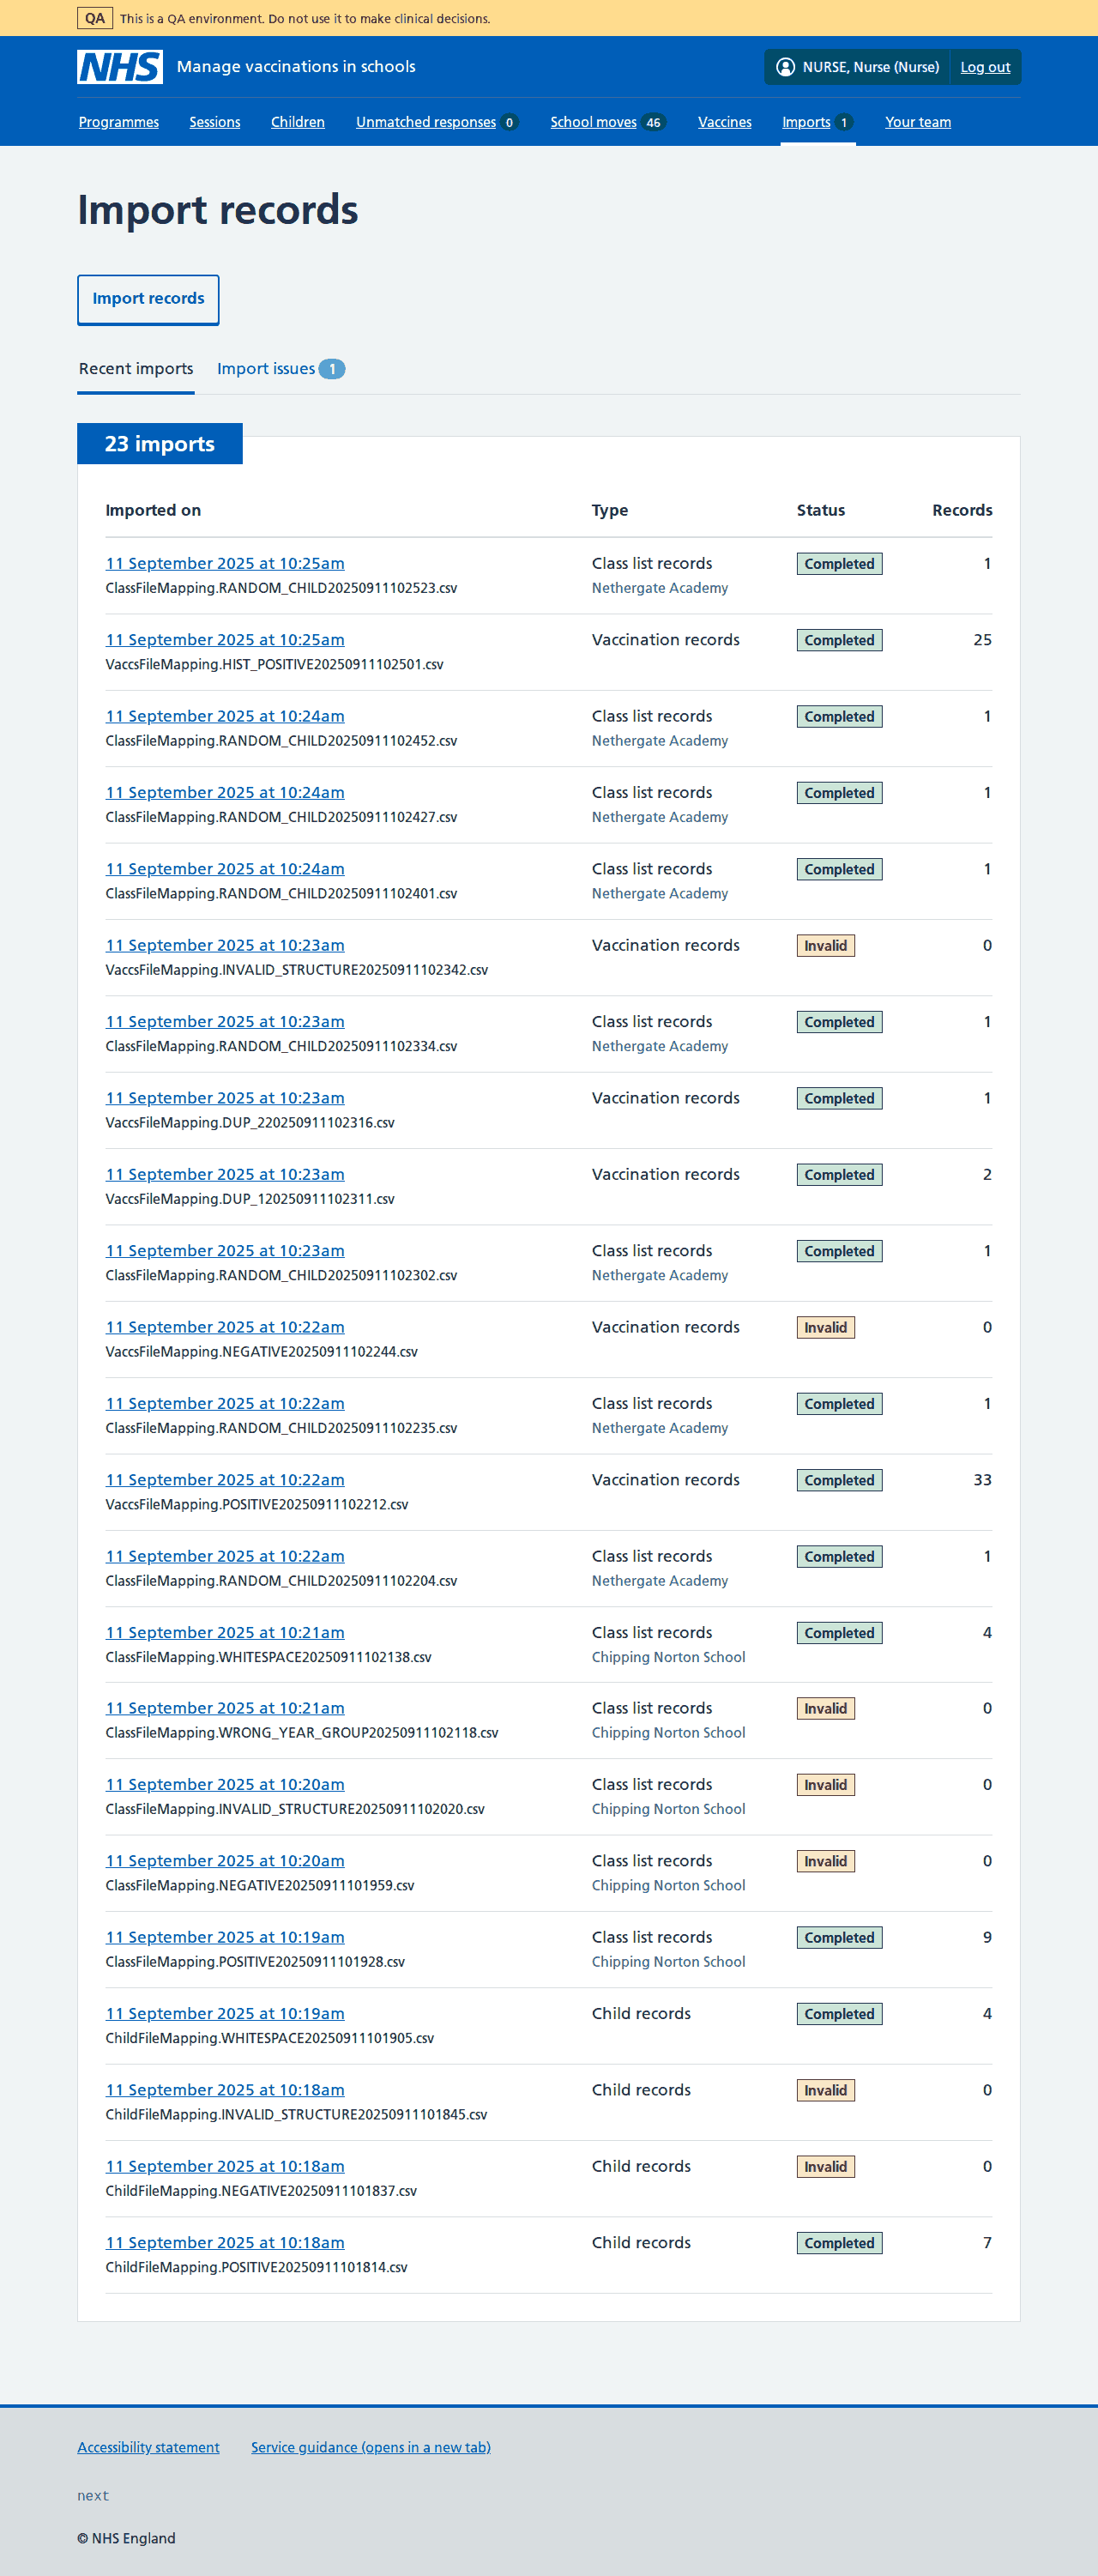 QA This is a QA environment. Do not use it to make clinical decisions.
NHS Manage vaccinations in schools NURSE, Nurse (Nurse) Log out
Programmes Sessions Children Unmatched responses 0 School moves 46 Vaccines Imports 1 Your team
Import records
Import records
Recent imports Import issues 1
23 imports
Imported on Type Status Records
11 September 2025 at 10:25am Class list records Completed 1
ClassFileMapping.RANDOM_CHILD20250911102523.csv Nethergate Academy
11 September 2025 at 10:25am Vaccination records Completed 25
VaccsFileMapping.HIST_POSITIVE20250911102501.csv
11 September 2025 at 10:24am Class list records Completed 1
ClassFileMapping.RANDOM_CHILD20250911102452.csv Nethergate Academy
11 September 2025 at 10:24am Class list records Completed 1
ClassFileMapping.RANDOM_CHILD20250911102427.csv Nethergate Academy
11 September 2025 at 10:24am Class list records Completed 1
ClassFileMapping.RANDOM_CHILD20250911102401.csv Nethergate Academy
11 September 2025 at 10:23am Vaccination records Invalid 0
VaccsFileMapping.INVALID_STRUCTURE20250911102342.csv
11 September 2025 at 10:23am Class list records Completed 1
ClassFileMapping.RANDOM_CHILD20250911102334.csv Nethergate Academy
11 September 2025 at 10:23am Vaccination records Completed 1
VaccsFileMapping.DUP_220250911102316.csv
11 September 2025 at 10:23am Vaccination records Completed 2
VaccsFileMapping.DUP_120250911102311.csv
11 September 2025 at 10:23am Class list records Completed 1
ClassFileMapping.RANDOM_CHILD20250911102302.csv Nethergate Academy
11 September 2025 at 10:22am Vaccination records Invalid 0
VaccsFileMapping.NEGATIVE20250911102244.csv
11 September 2025 at 10:22am Class list records Completed 1
ClassFileMapping.RANDOM_CHILD20250911102235.csv Nethergate Academy
11 September 2025 at 10:22am Vaccination records Completed 33
VaccsFileMapping.POSITIVE20250911102212.csv
11 September 2025 at 10:22am Class list records Completed 1
ClassFileMapping.RANDOM_CHILD20250911102204.csv Nethergate Academy
11 September 2025 at 10:21am Class list records Completed 4
ClassFileMapping.WHITESPACE20250911102138.csv Chipping Norton School
11 September 2025 at 10:21am Class list records Invalid 0
ClassFileMapping.WRONG_YEAR_GROUP20250911102118.csv Chipping Norton School
11 September 2025 at 10:20am Class list records Invalid 0
ClassFileMapping.INVALID_STRUCTURE20250911102020.csv Chipping Norton School
11 September 2025 at 10:20am Class list records Invalid 0
ClassFileMapping.NEGATIVE20250911101959.csv Chipping Norton School
11 September 2025 at 10:19am Class list records Completed 9
ClassFileMapping.POSITIVE20250911101928.csv Chipping Norton School
11 September 2025 at 10:19am Child records Completed 4
ChildFileMapping.WHITESPACE20250911101905.csv
11 September 2025 at 10:18am Child records Invalid 0
ChildFileMapping.INVALID_STRUCTURE20250911101845.csv
11 September 2025 at 10:18am Child records Invalid 0
ChildFileMapping.NEGATIVE20250911101837.csv
11 September 2025 at 10:18am Child records Completed 7
ChildFileMapping.POSITIVE20250911101814.csv
Accessibility statement Service guidance (opens in a new tab)
next
© NHS England